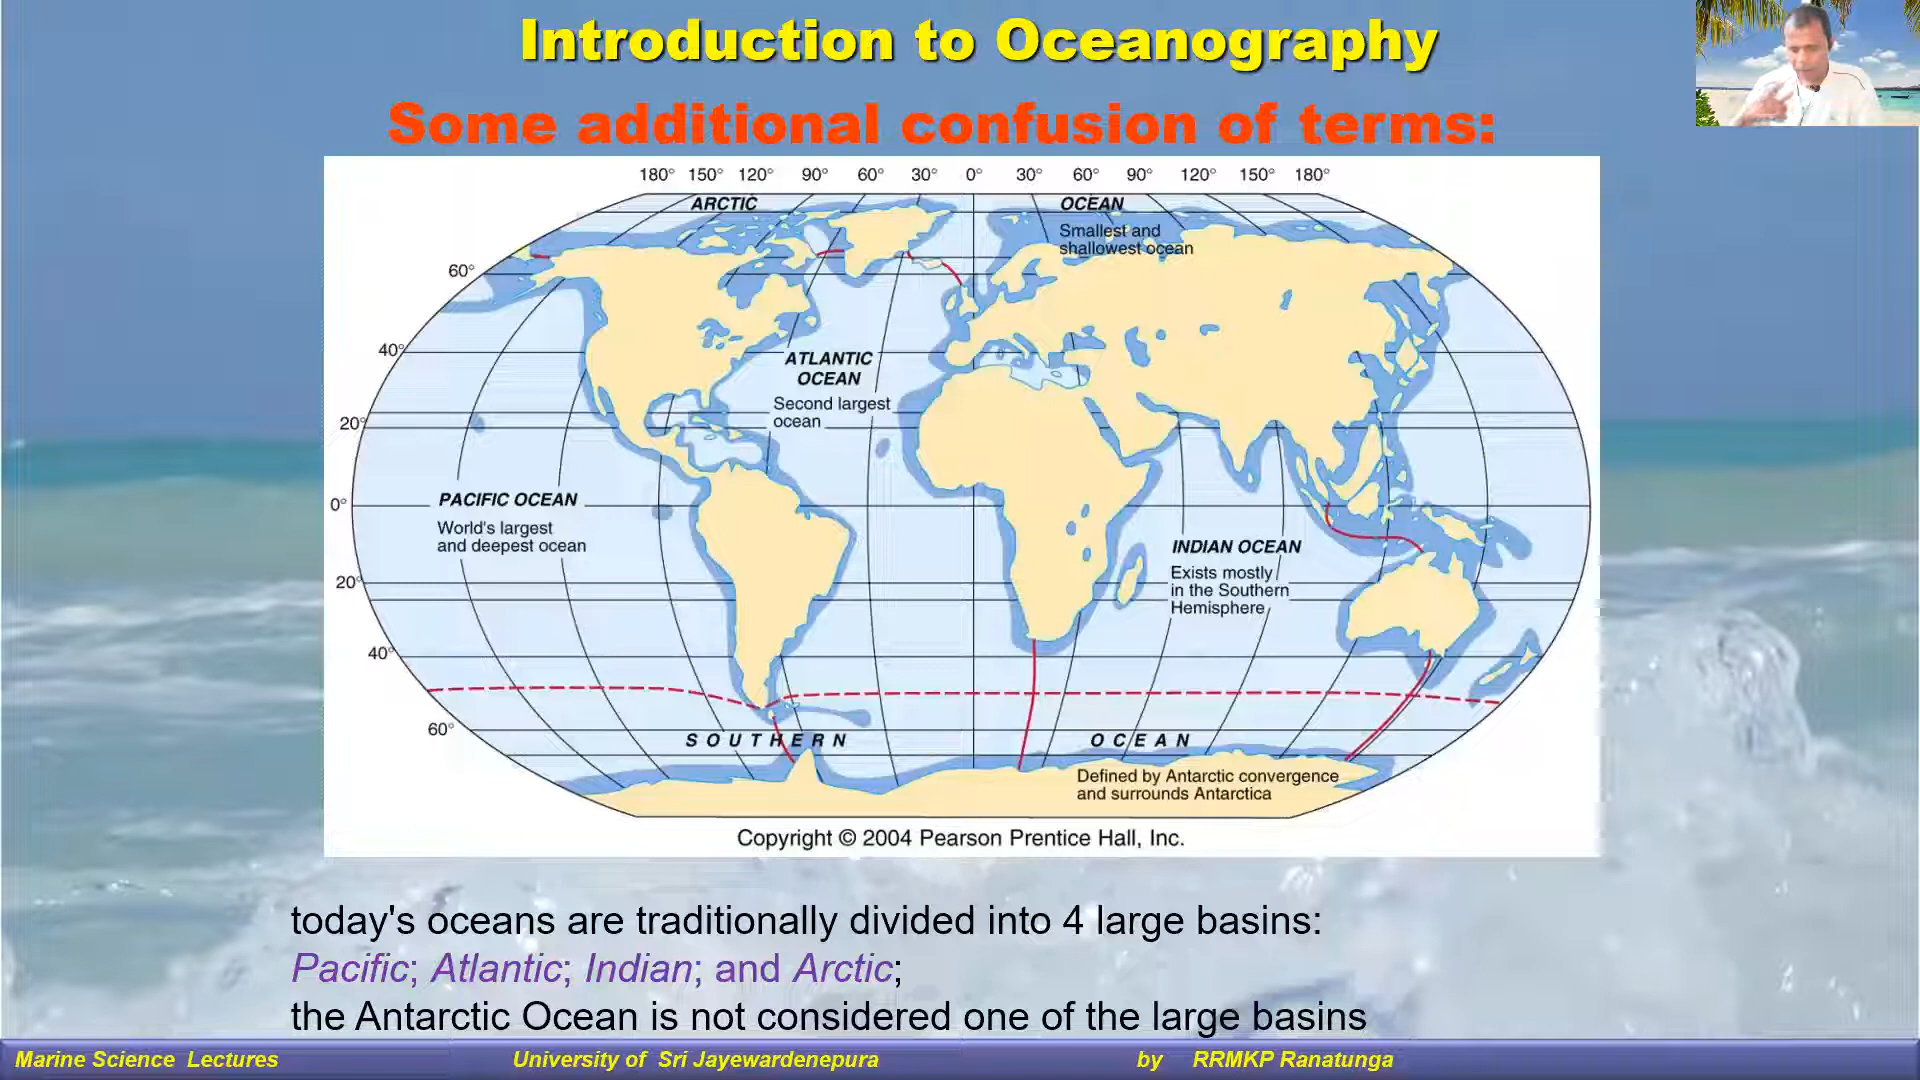 Introduction to Oceanography
Some additional confusion of terms:
180° 150° 120° 90° 60° 30° 0° 30° 60° 90° 120° 150° 180°
ARCTIC OCEAN
Smallest and
shallowest ocean
60°
40°
ATLANTIC
OCEAN
Second largest
ocean
20°
0°
PACIFIC OCEAN
World's largest
and deepest ocean
INDIAN OCEAN
Exists mostly
in the Southern
Hemisphere
20°
40°
60°
SOUTHERN OCEAN
Defined by Antarctic convergence
and surrounds Antarctica
Copyright © 2004 Pearson Prentice Hall, Inc.
today's oceans are traditionally divided into 4 large basins:
Pacific; Atlantic; Indian; and Arctic;
the Antarctic Ocean is not considered one of the large basins
Marine Science Lectures University of Sri Jayewardenepura by RRMKP Ranatunga